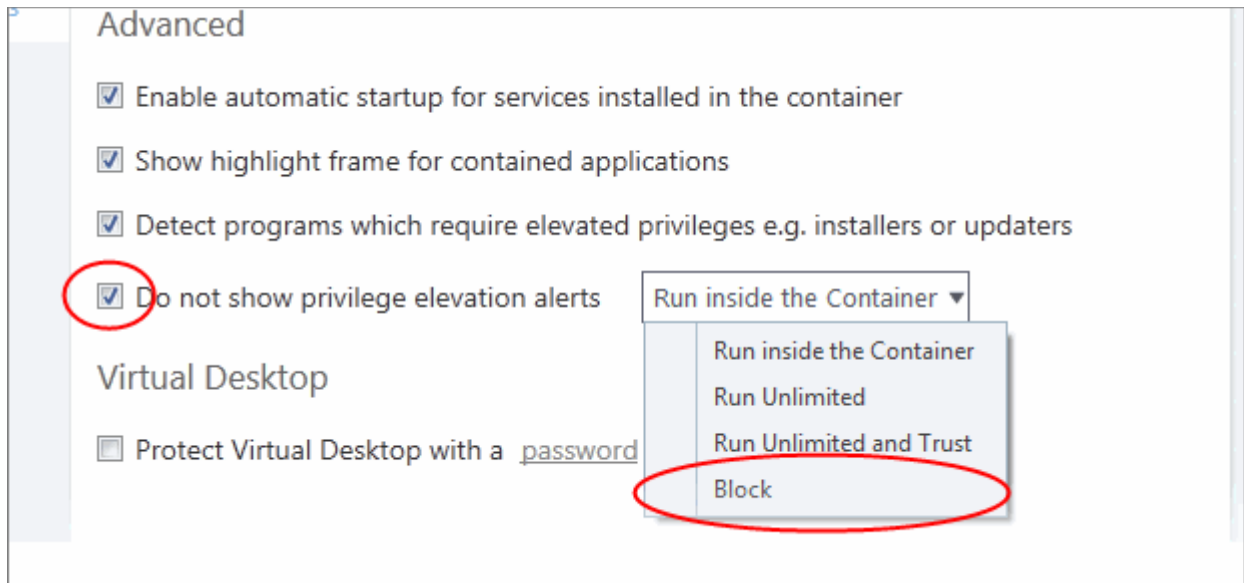 Advanced
Enable automatic startup for services installed in the container
Show highlight frame for contained applications
Detect programs which require elevated privileges e.g. installers or updaters
Do not show privilege elevation alerts Run inside the Container
Run inside the Container
Run Unlimited
Run Unlimited and Trust
Block
Virtual Desktop
Protect Virtual Desktop with a password